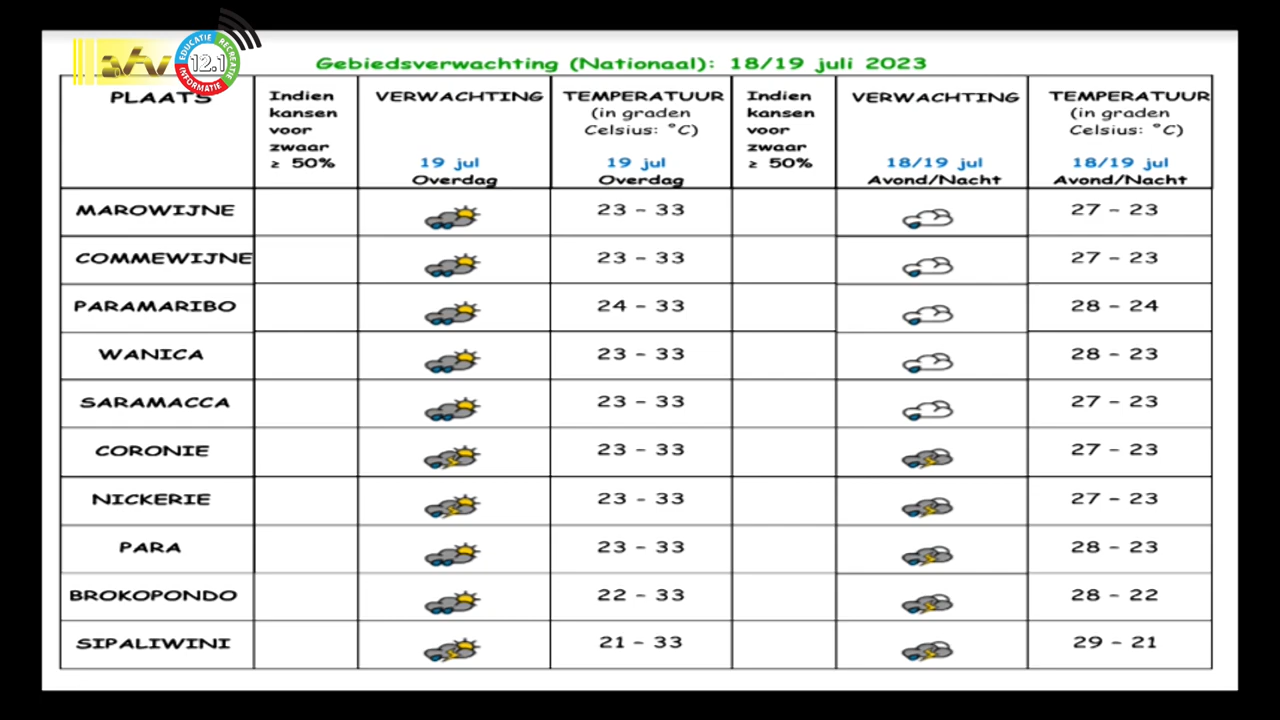 atv
12.1
EDUCATIE RECREATIE INFORMATIE
Gebiedsverwachting (Nationaal): 18/19 juli 2023
PLAATS
Indien kansen voor zwaar ≥ 50%
VERWACHTING 19 jul Overdag
TEMPERATUUR (in graden Celsius: °C) 19 jul Overdag
Indien kansen voor zwaar ≥ 50%
VERWACHTING 18/19 jul Avond/Nacht
TEMPERATUUR (in graden Celsius: °C) 18/19 jul Avond/Nacht
MAROWIJNE 23 - 33 27 - 23
COMMEWIJNE 23 - 33 27 - 23
PARAMARIBO 24 - 33 28 - 24
WANICA 23 - 33 28 - 23
SARAMACCA 23 - 33 27 - 23
CORONIE 23 - 33 27 - 23
NICKERIE 23 - 33 27 - 23
PARA 23 - 33 28 - 23
BROKOPONDO 22 - 33 28 - 22
SIPALIWINI 21 - 33 29 - 21